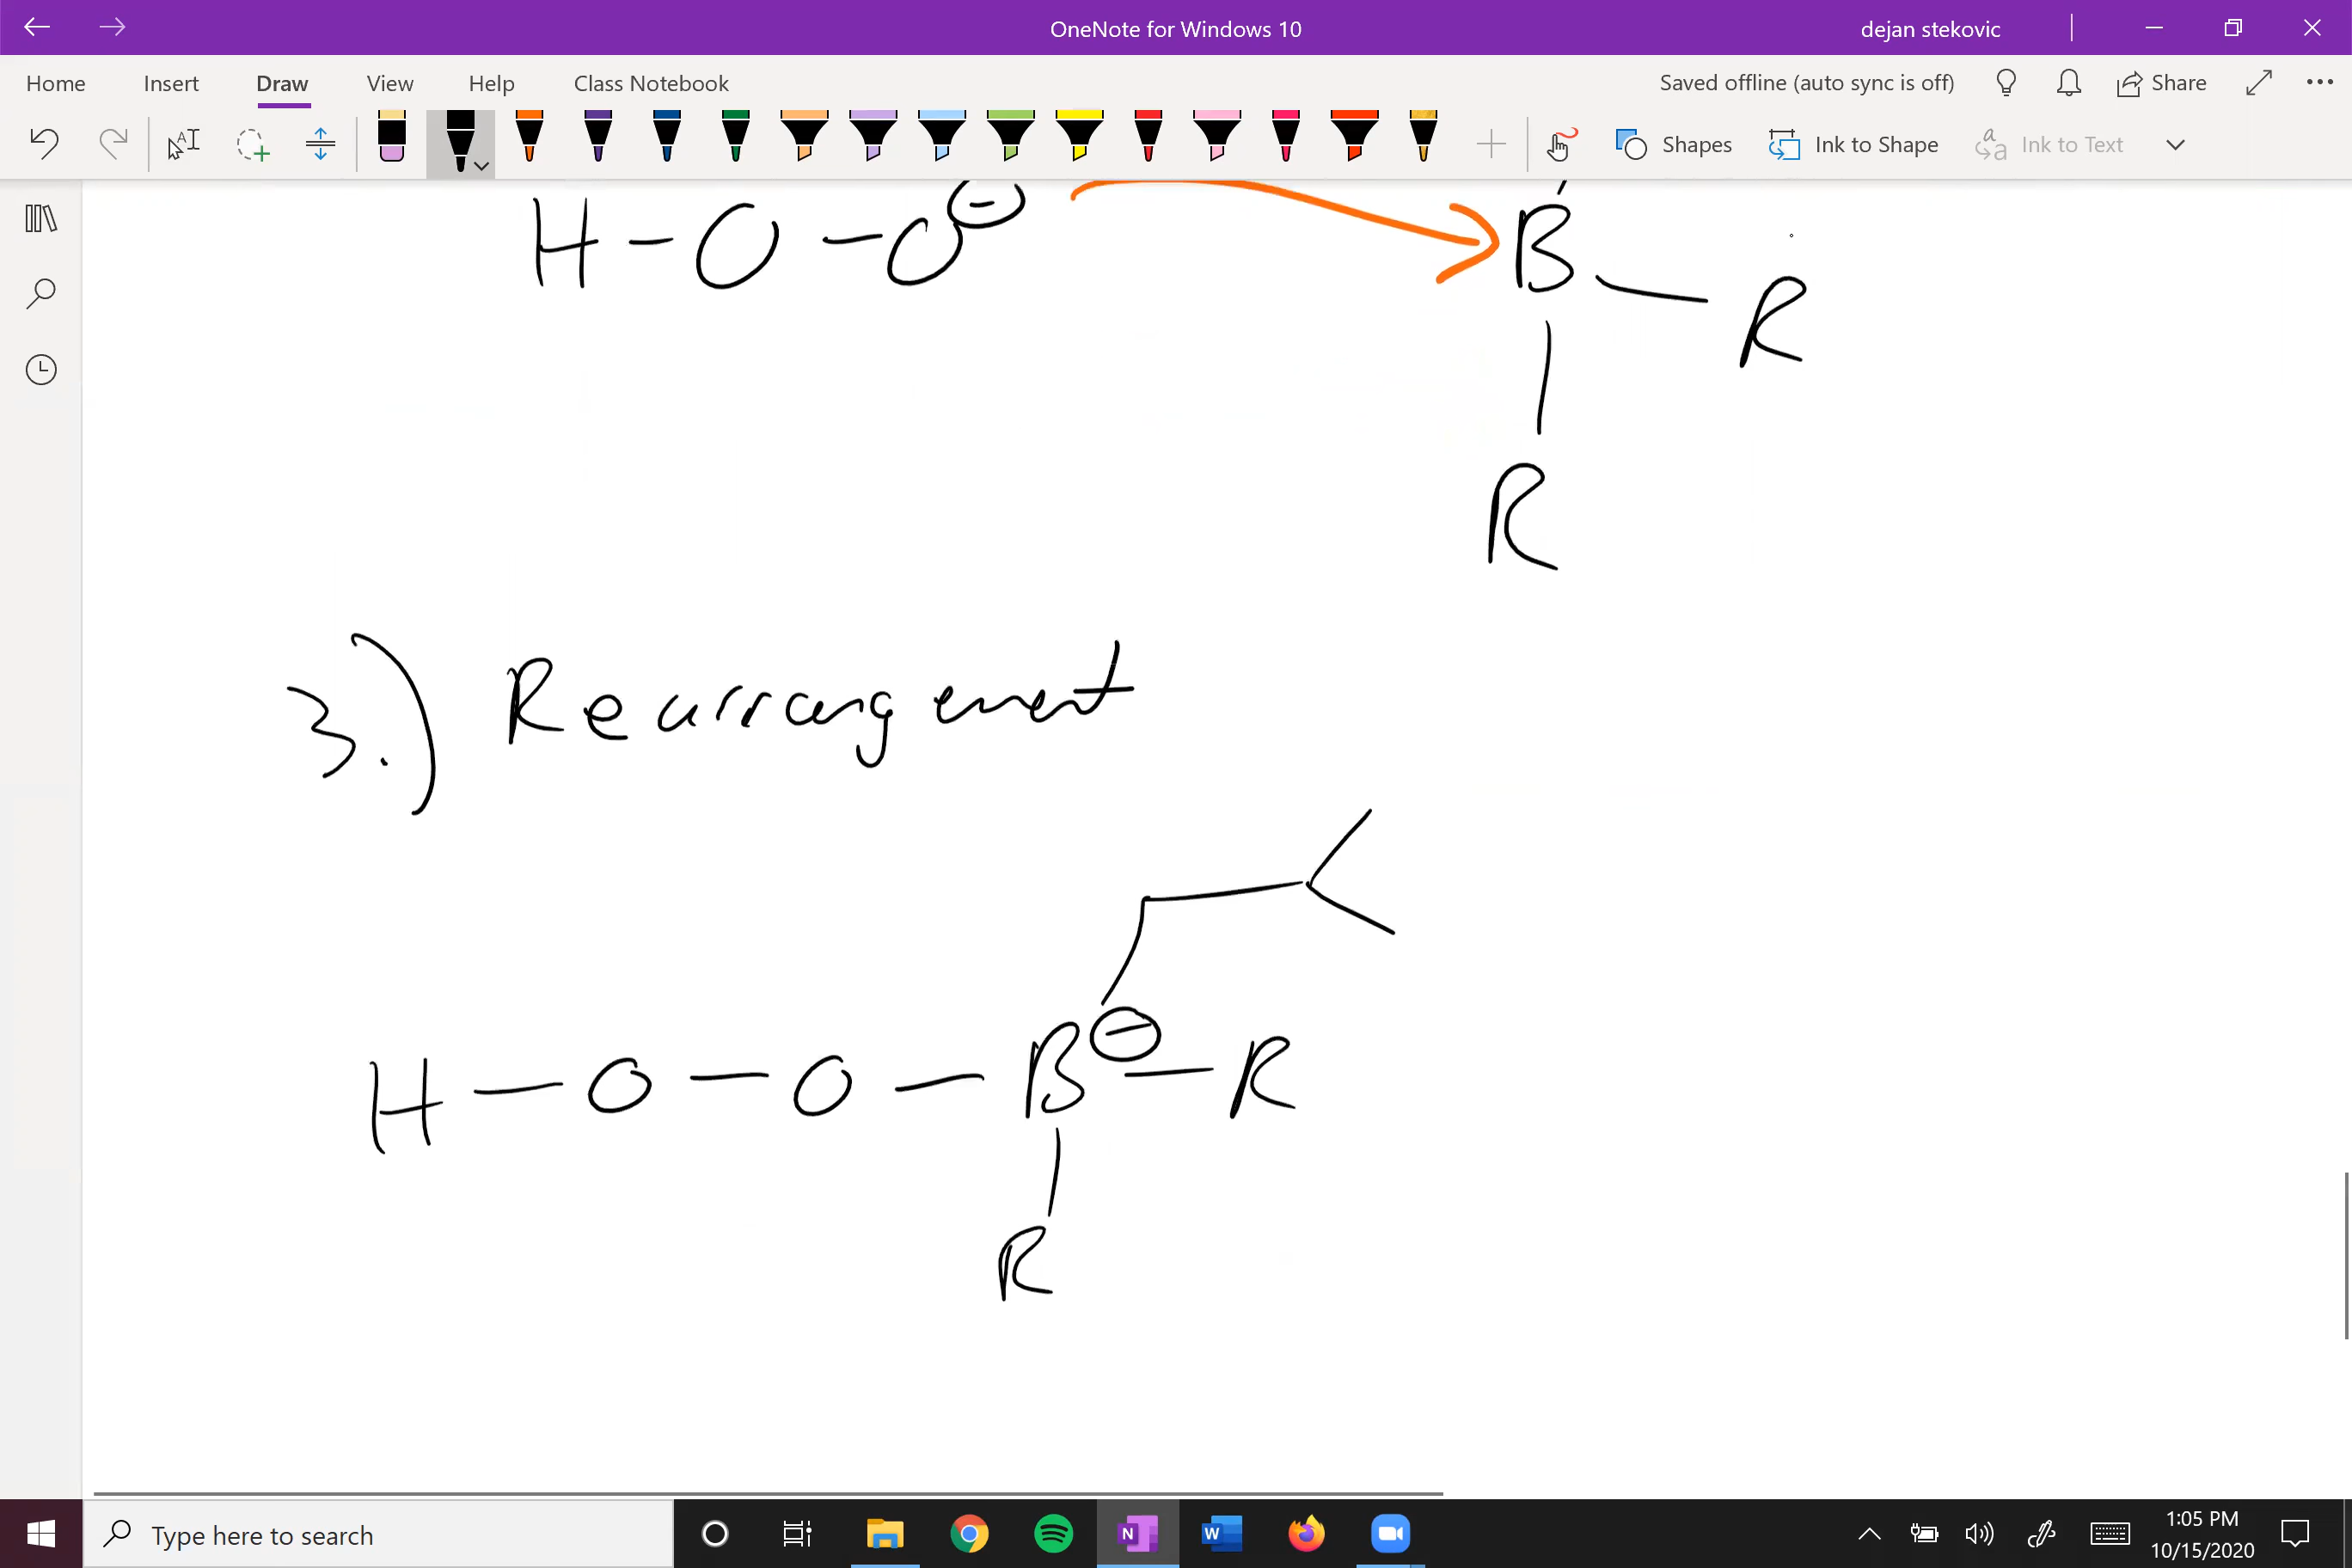 OneNote for Windows 10
dejan stekovic
Home Insert Draw View Help Class Notebook
Saved offline (auto sync is off)
Share
Shapes
Ink to Shape
Ink to Text
H - O - O⊖
B
R
R
3.) Rearrangement
H - O - O - B⊖ - R
R
Type here to search
1:05 PM
10/15/2020